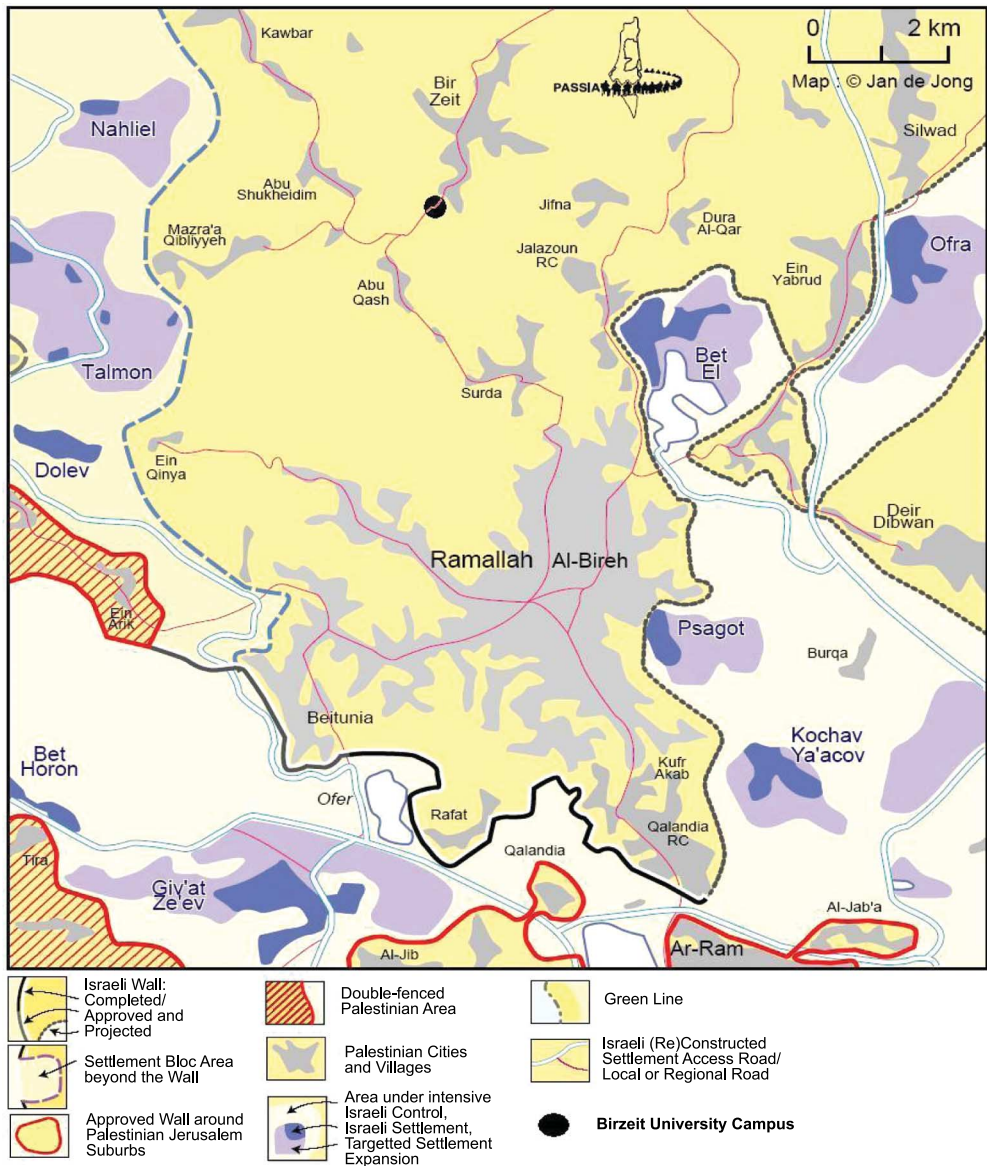 0 2 km
Map : © Jan de Jong
PASSIA
Kawbar
Bir
Zeit
Nahliel
Silwad
Abu
Shukheidim
Jifna
Dura
Al-Qar
Mazra'a
Qibliyyeh
Jalazoun
RC
Ofra
Ein
Yabrud
Abu
Qash
Bet
El
Talmon
Surda
Ein
Qinya
Dolev
Deir
Dibwan
Ramallah Al-Bireh
Ein
Arik
Psagot
Burqa
Beitunia
Kochav
Ya'acov
Bet
Horon
Kufr
Akab
Ofer
Rafat
Qalandia
RC
Qalandia
Tira
Giv'at
Ze'ev
Al-Jab'a
Al-Jib
Ar-Ram
Israeli Wall:
Completed/
Approved and
Projected
Settlement Bloc Area
beyond the Wall
Approved Wall around
Palestinian Jerusalem
Suburbs
Double-fenced
Palestinian Area
Palestinian Cities
and Villages
Area under intensive
Israeli Control,
Israeli Settlement,
Targetted Settlement
Expansion
Green Line
Israeli (Re)Constructed
Settlement Access Road/
Local or Regional Road
Birzeit University Campus